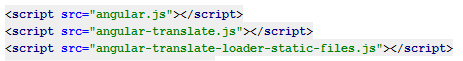 <script src="angular.js"></script>
<script src="angular-translate.js"></script>
<script src="angular-translate-loader-static-files.js"></script>